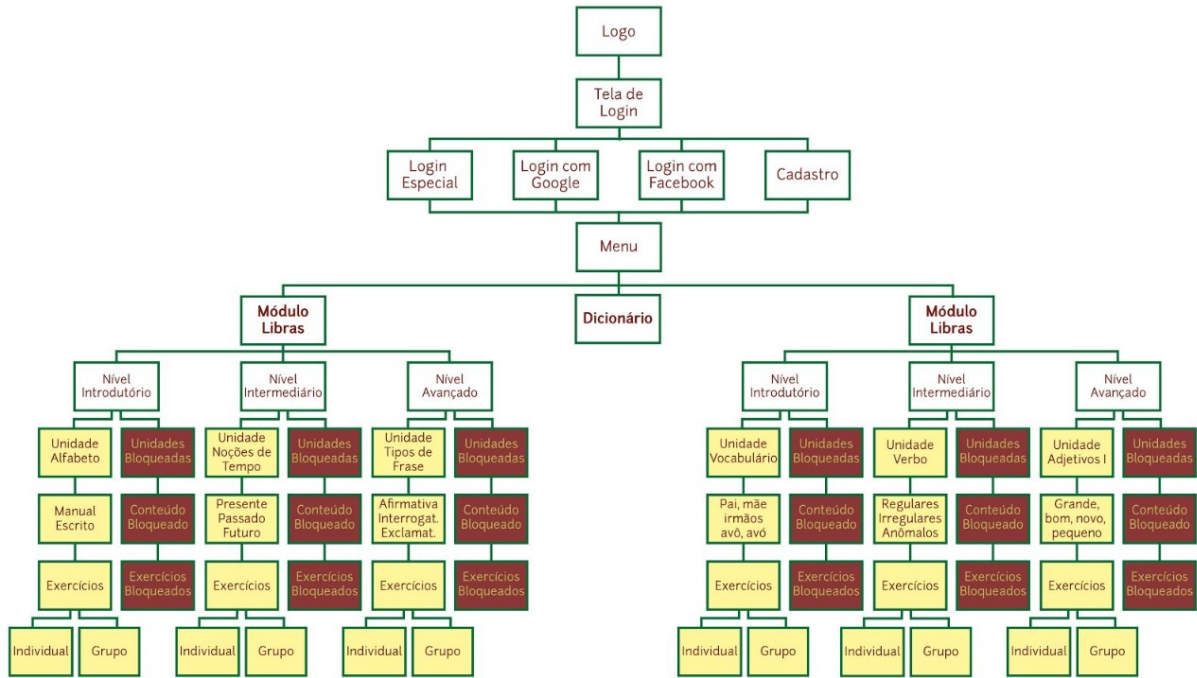 Logo
Tela de
Login
Login
Especial
Login com
Google
Login com
Facebook
Cadastro
Menu
Módulo
Libras
Dicionário
Módulo
Libras
Nível
Introdutório
Nível
Intermediário
Nível
Avançado
Nível
Introdutório
Nível
Intermediário
Nível
Avançado
Unidade
Alfabeto
Unidades
Bloqueadas
Unidade
Noções de
Tempo
Unidades
Bloqueadas
Unidade
Tipos de
Frase
Unidades
Bloqueadas
Unidade
Vocabulário
Unidades
Bloqueadas
Unidade
Verbo
Unidades
Bloqueadas
Unidade
Adjetivos I
Unidades
Bloqueadas
Manual
Escrito
Conteúdo
Bloqueado
Presente
Passado
Futuro
Conteúdo
Bloqueado
Afirmativa
Interrogat.
Exclamat.
Conteúdo
Bloqueado
Pai, mãe
irmãos
avô, avó
Conteúdo
Bloqueado
Regulares
Irregulares
Anômalos
Conteúdo
Bloqueado
Grande,
bom, novo,
pequeno
Conteúdo
Bloqueado
Exercícios
Exercícios
Bloqueados
Exercícios
Exercícios
Bloqueados
Exercícios
Exercícios
Bloqueados
Exercícios
Exercícios
Bloqueados
Exercícios
Exercícios
Bloqueados
Exercícios
Exercícios
Bloqueados
Individual
Grupo
Individual
Grupo
Individual
Grupo
Individual
Grupo
Individual
Grupo
Individual
Grupo